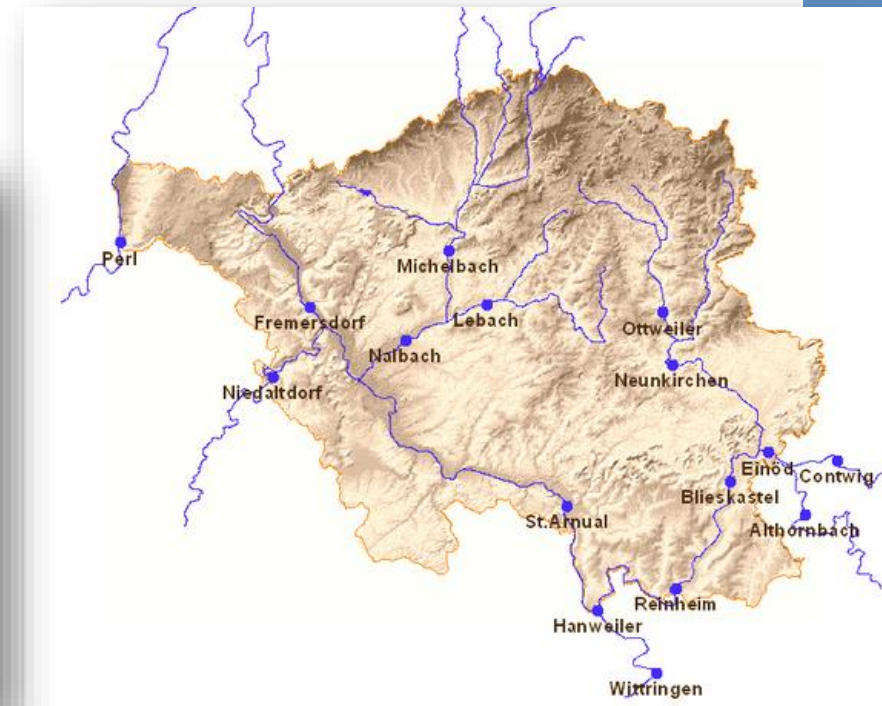 Perl
Michelbach
Fremersdorf
Lebach
Ottweiler
Nalbach
Neunkirchen
Niedaltdorf
Einöd
Contwig
Blieskastel
St.Arnual
Althornbach
Reinheim
Hanweiler
Wittringen